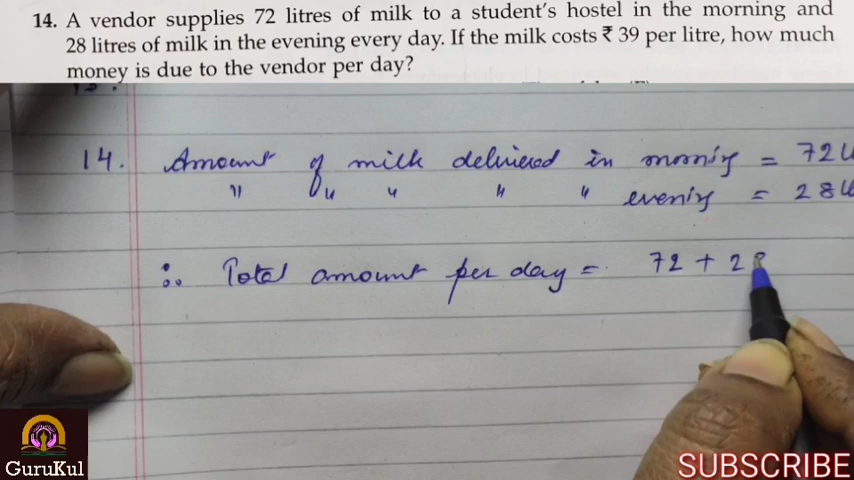 14. A vendor supplies 72 litres of milk to a student's hostel in the morning and
28 litres of milk in the evening every day. If the milk costs ₹ 39 per litre, how much
money is due to the vendor per day?
14. Amount of milk delivered in morning = 72
" " " " " evening = 28
∴ Total amount per day = 72 + 28
GuruKul
SUBSCRIBE